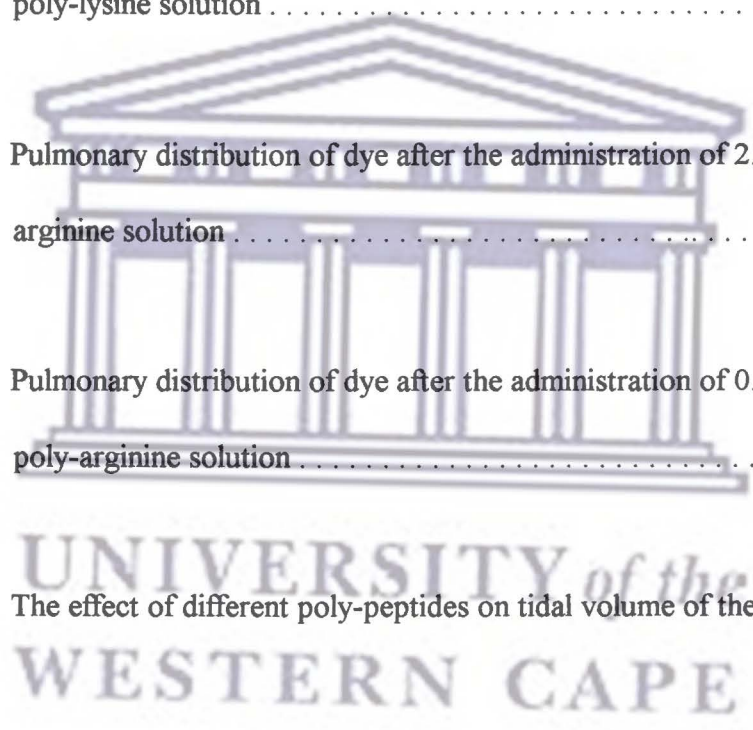 poly-lysine solution . . . . . . . . . . . . . . . . . . . . . . . . . . . . .
Pulmonary distribution of dye after the administration of 2.
arginine solution . . . . . . . . . . . . . . . . . . . . . . . . . . . . . . .
Pulmonary distribution of dye after the administration of 0.
poly-arginine solution . . . . . . . . . . . . . . . . . . . . . . . . . . .
UNIVERSITY of the
The effect of different poly-peptides on tidal volume of the
WESTERN CAPE